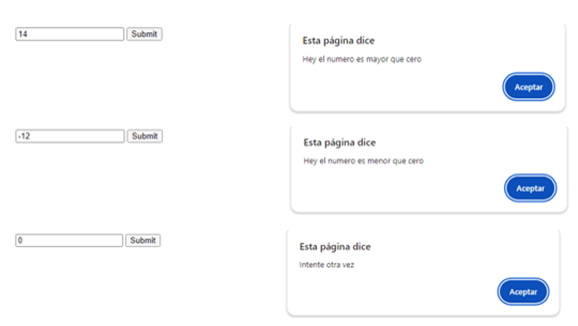 14 Submit
Esta página dice
Hey el numero es mayor que cero
Aceptar
-12 Submit
Esta página dice
Hey el numero es menor que cero
Aceptar
0 Submit
Esta página dice
Intente otra vez
Aceptar